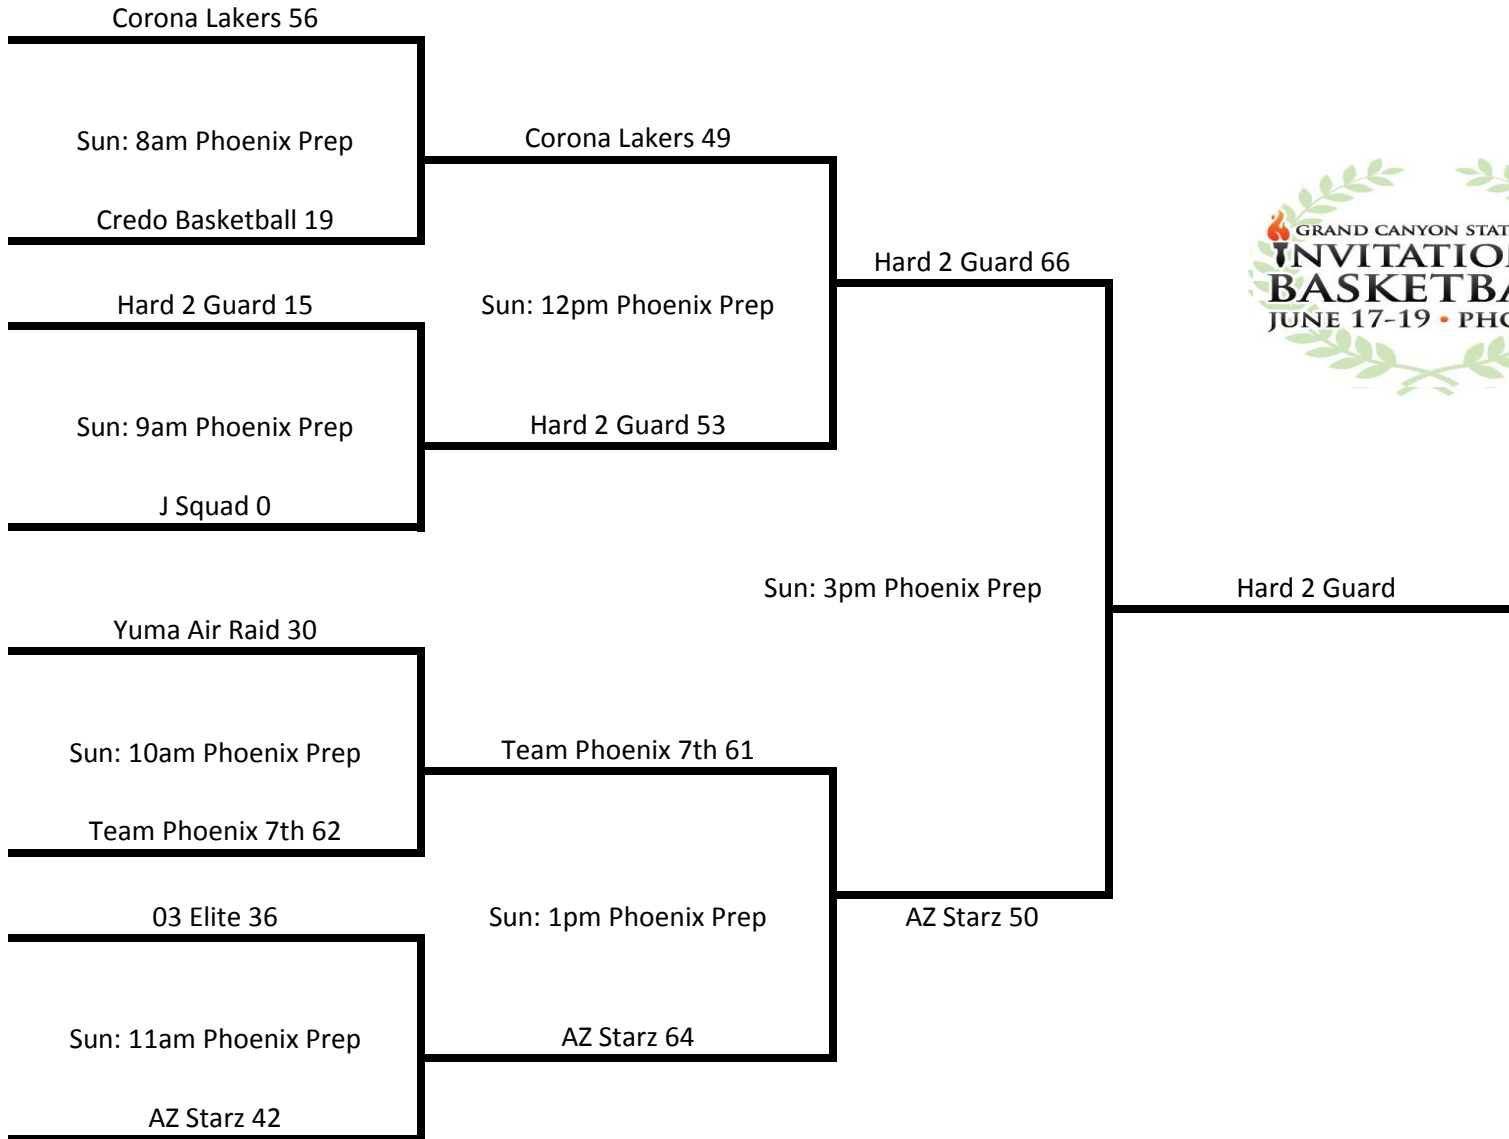 Corona Lakers 56
Sun: 8am Phoenix Prep
Corona Lakers 49
Credo Basketball 19
GRAND CANYON STAT
INVITATIO
BASKETBA
JUNE 17-19 • PHO
Hard 2 Guard 66
Hard 2 Guard 15
Sun: 12pm Phoenix Prep
Sun: 9am Phoenix Prep
Hard 2 Guard 53
J Squad 0
Sun: 3pm Phoenix Prep
Hard 2 Guard
Yuma Air Raid 30
Sun: 10am Phoenix Prep
Team Phoenix 7th 61
Team Phoenix 7th 62
03 Elite 36
Sun: 1pm Phoenix Prep
AZ Starz 50
Sun: 11am Phoenix Prep
AZ Starz 64
AZ Starz 42